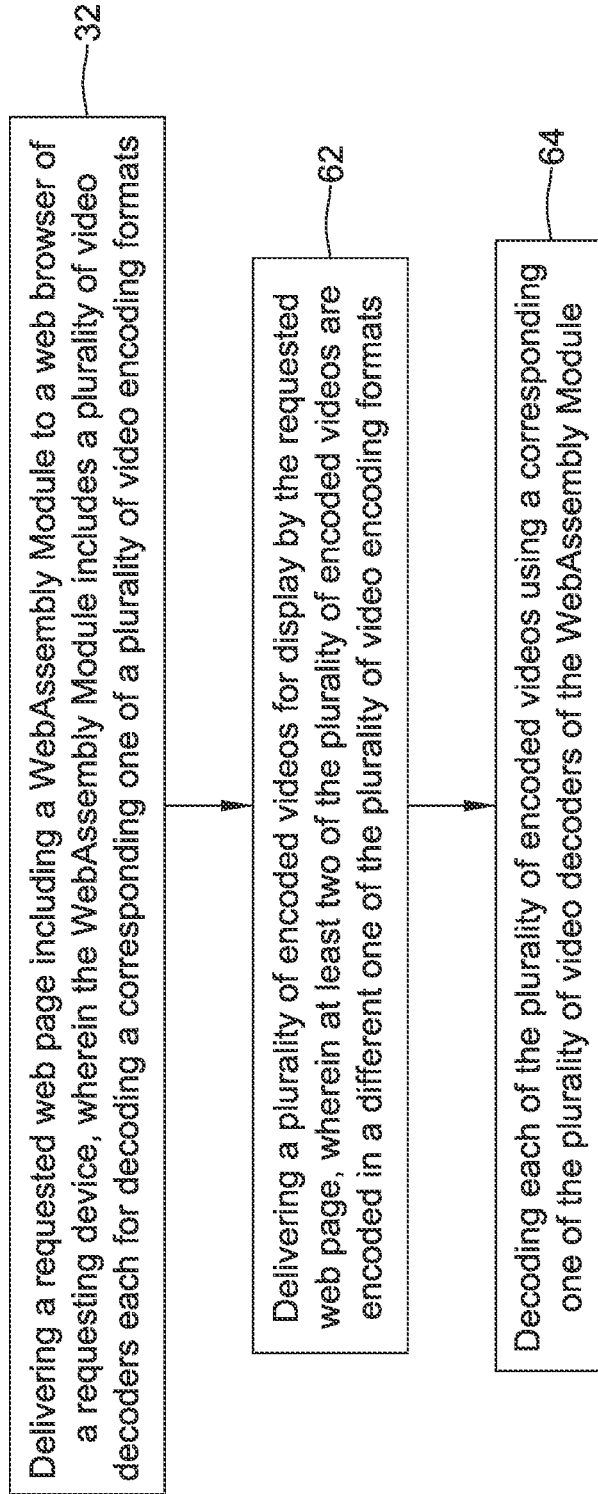 Delivering a requested web page including a WebAssembly Module to a web browser of
a requesting device, wherein the WebAssembly Module includes a plurality of video
decoders each for decoding a corresponding one of a plurality of video encoding formats
32
Delivering a plurality of encoded videos for display by the requested
web page, wherein at least two of the plurality of encoded videos are
encoded in a different one of the plurality of video encoding formats
62
Decoding each of the plurality of encoded videos using a corresponding
one of the plurality of video decoders of the WebAssembly Module
64